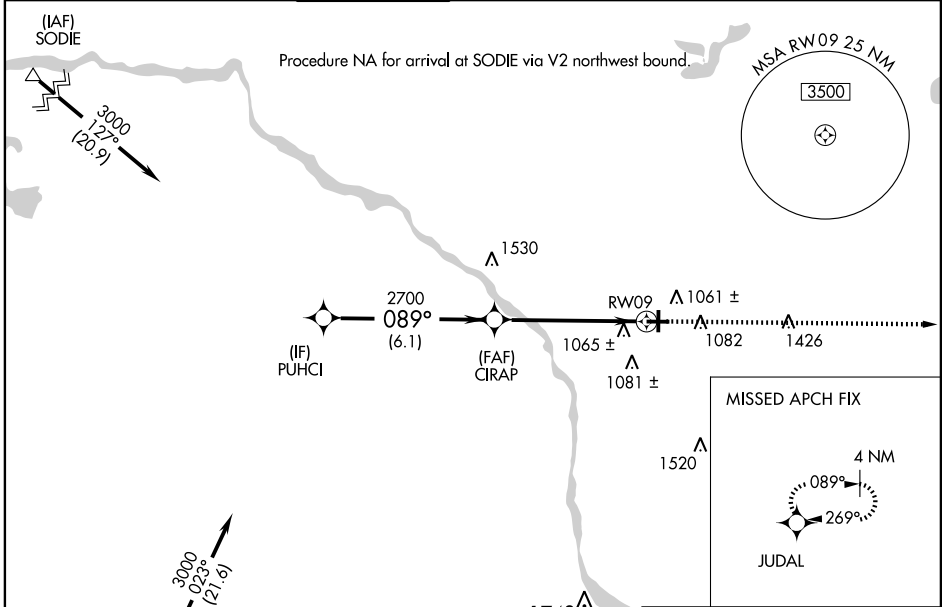 (IAF)
SODIE
Procedure NA for arrival at SODIE via V2 northwest bound.
MSA RW09 25 NM
3500
3000
127°
(20.9)
1530
2700
089°
(6.1)
RW09
1061 ±
1065 ±
1082
1426
(IF)
PUHCI
(FAF)
CIRAP
1081 ±
MISSED APCH FIX
1520
4 NM
089°
269°
JUDAL
3000
023°
(21.6)